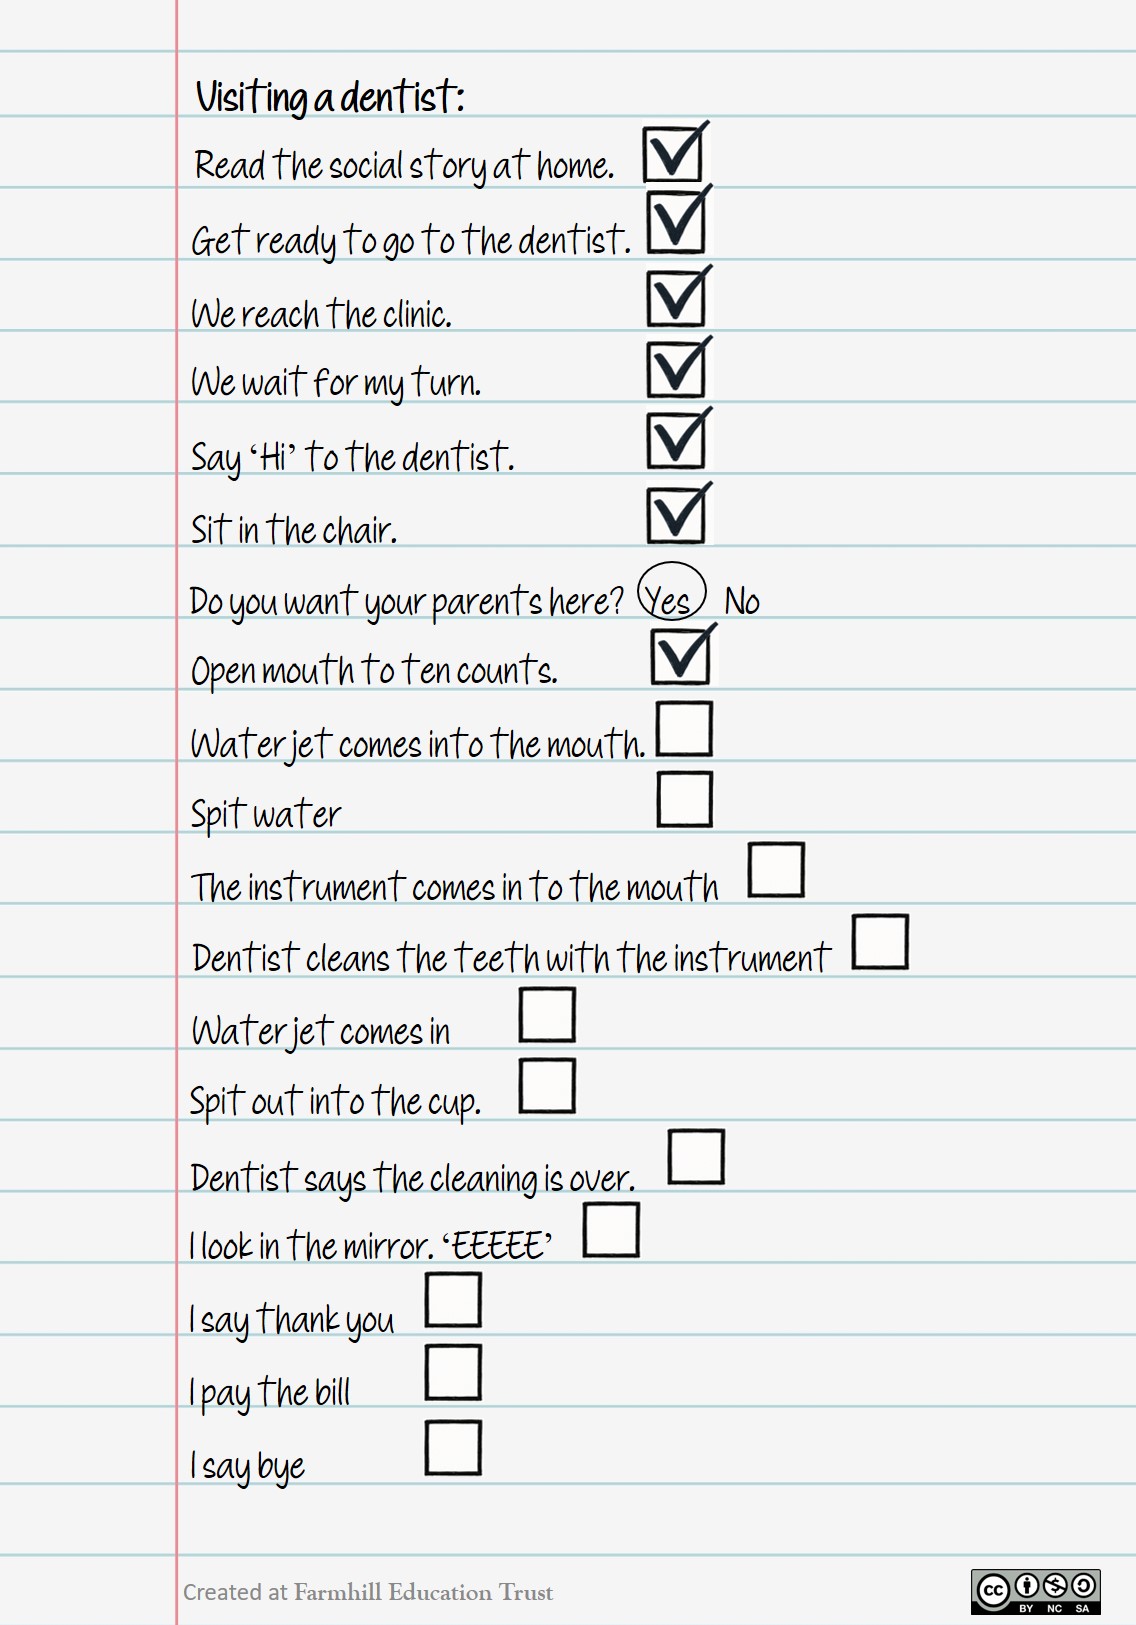 Visiting a dentist:
Read the social story at home.
Get ready to go to the dentist.
We reach the clinic.
We wait for my turn.
Say ‘Hi’ to the dentist.
Sit in the chair.
Do you want your parents here? Yes No
Open mouth to ten counts.
Water jet comes into the mouth.
Spit water
The instrument comes in to the mouth
Dentist cleans the teeth with the instrument
Water jet comes in
Spit out into the cup.
Dentist says the cleaning is over.
I look in the mirror. ‘EEEEE’
I say thank you
I pay the bill
I say bye
Created at Farmhill Education Trust
cc BY NC SA